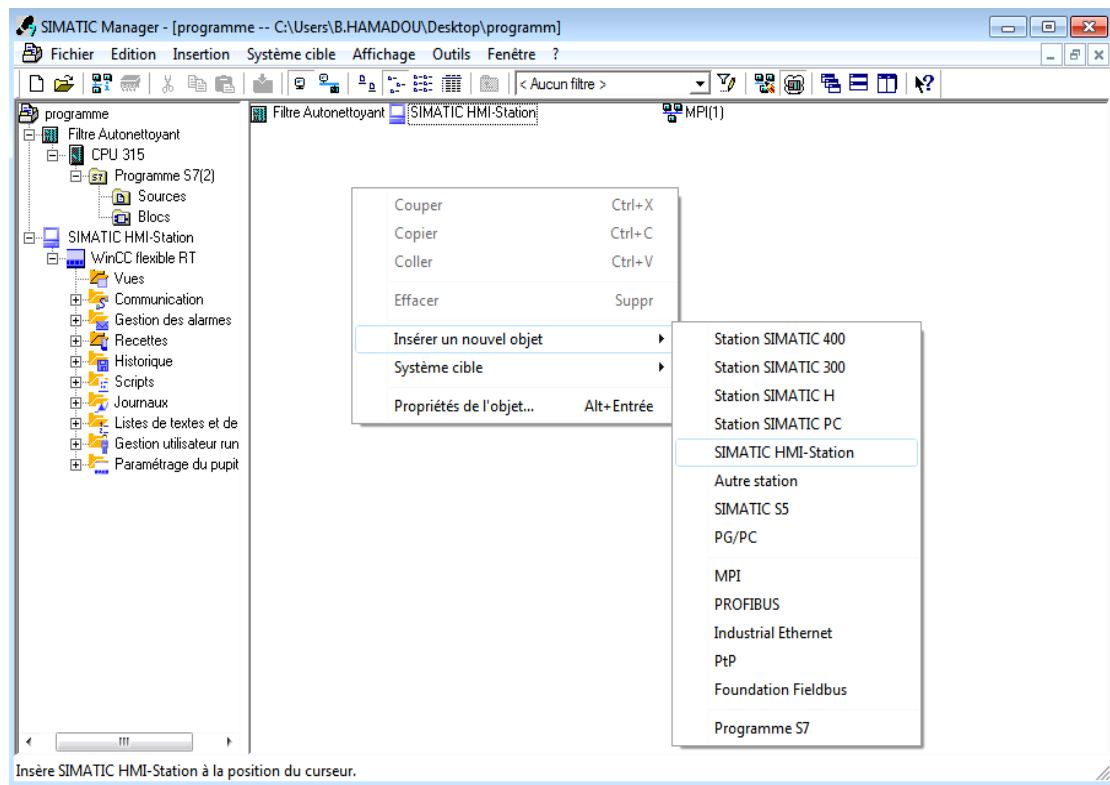 SIMATIC Manager - [programme -- C:\Users\B.HAMADOU\Desktop\programm]
Fichier Edition Insertion Système cible Affichage Outils Fenêtre ?
< Aucun filtre >
programme
Filtre Autonettoyant
CPU 315
S7
Programme S7(2)
Sources
Blocs
SIMATIC HMI-Station
WinCC flexible RT
Vues
Communication
Gestion des alarmes
Recettes
Historique
Scripts
Journaux
Listes de textes et de
Gestion utilisateur run
Paramétrage du pupit
Filtre Autonettoyant SIMATIC HMI-Station MPI(1)
Couper Ctrl+X
Copier Ctrl+C
Coller Ctrl+V
Effacer Suppr
Insérer un nouvel objet
Système cible
Propriétés de l'objet... Alt+Entrée
Station SIMATIC 400
Station SIMATIC 300
Station SIMATIC H
Station SIMATIC PC
SIMATIC HMI-Station
Autre station
SIMATIC S5
PG/PC
MPI
PROFIBUS
Industrial Ethernet
PtP
Foundation Fieldbus
Programme S7
Insère SIMATIC HMI-Station à la position du curseur.